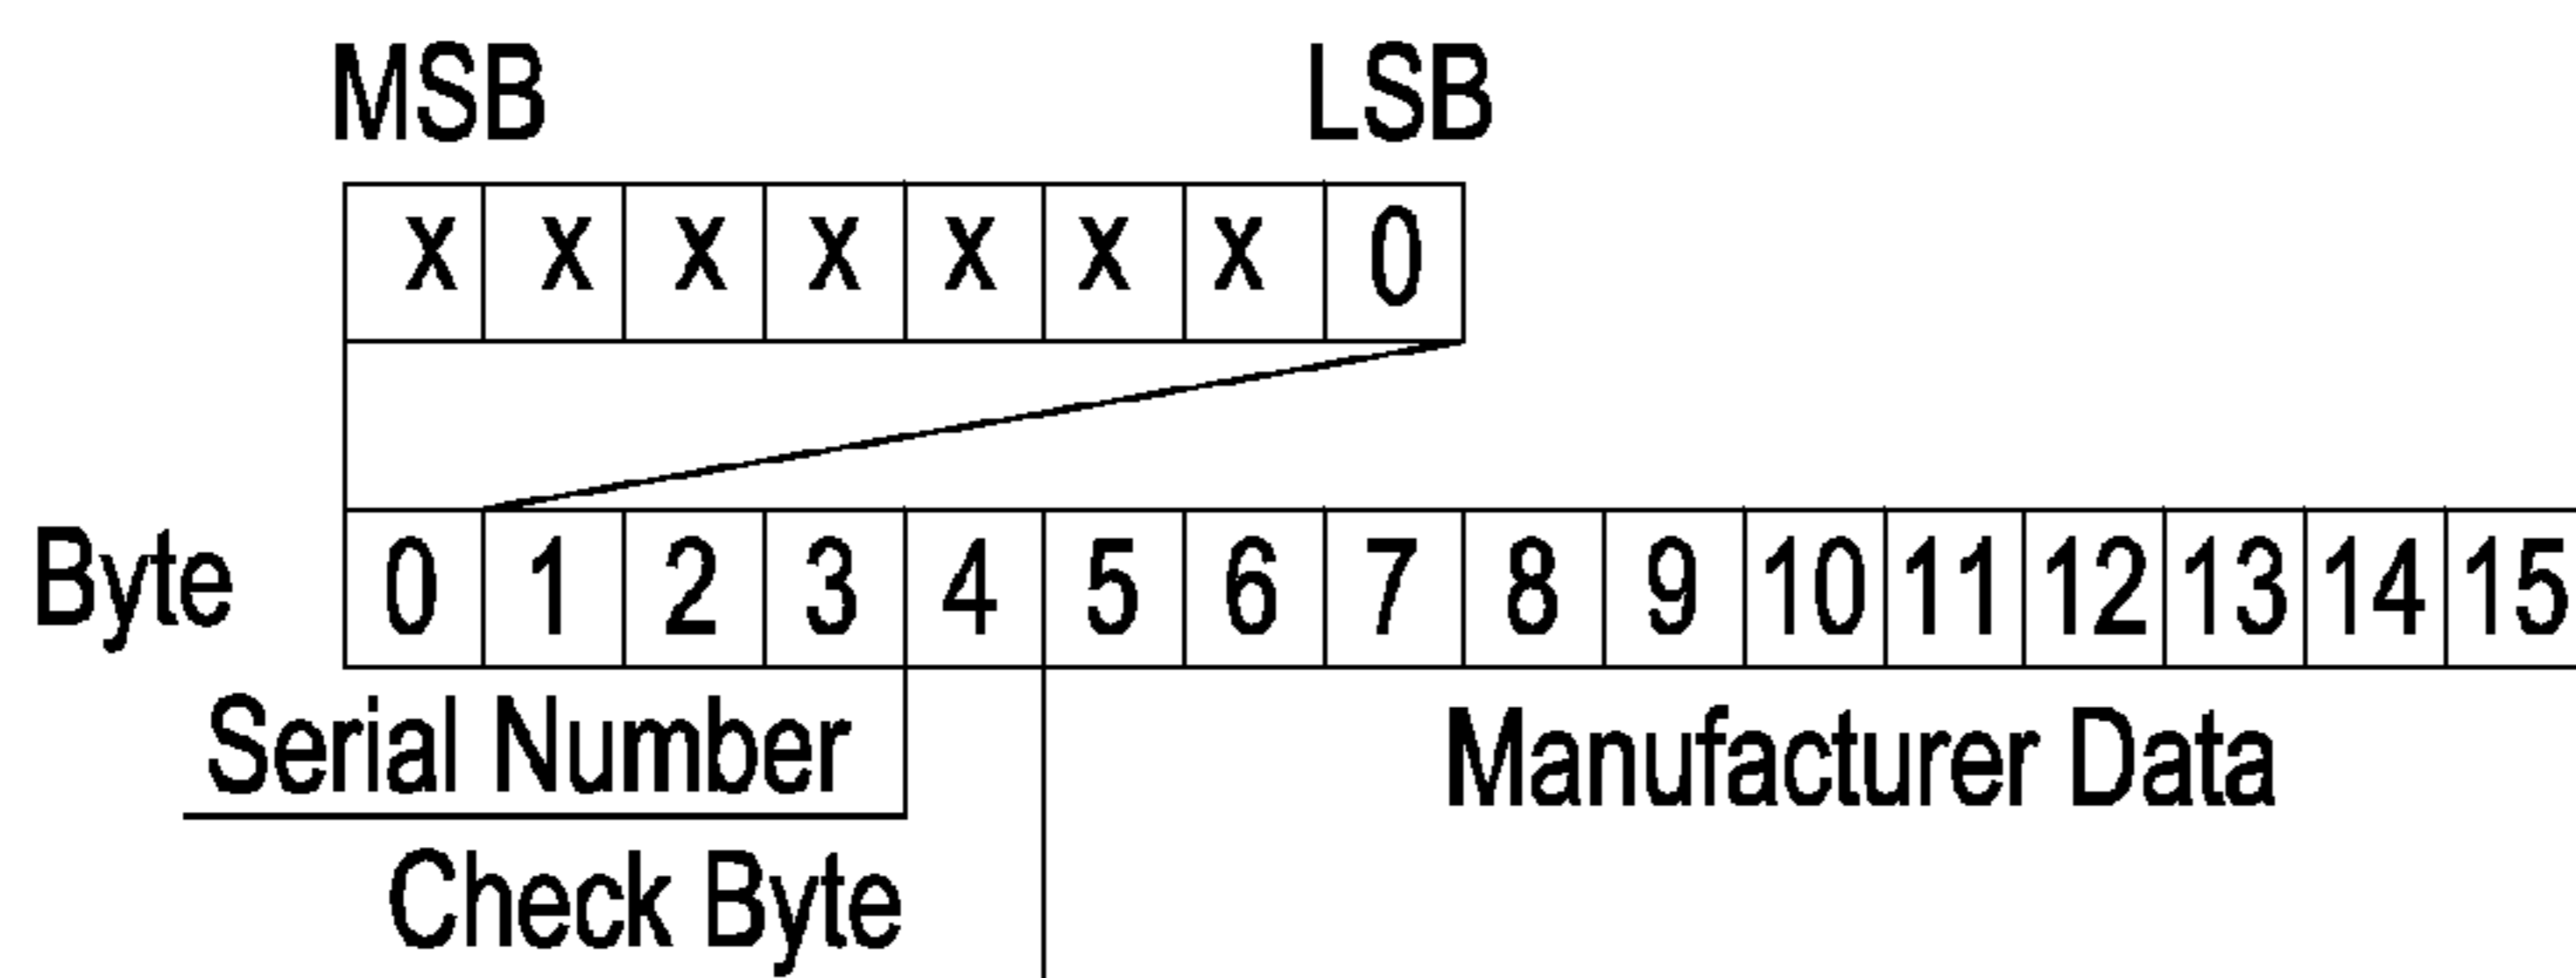 MSB LSB
x x x x x x x 0
Byte 0 1 2 3 4 5 6 7 8 9 10 11 12 13 14 15
Serial Number Manufacturer Data
Check Byte